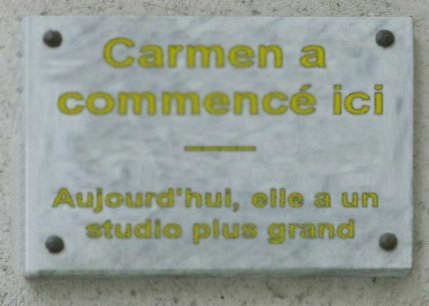 Carmen a
commencé ici
Aujourd'hui, elle a un
studio plus grand